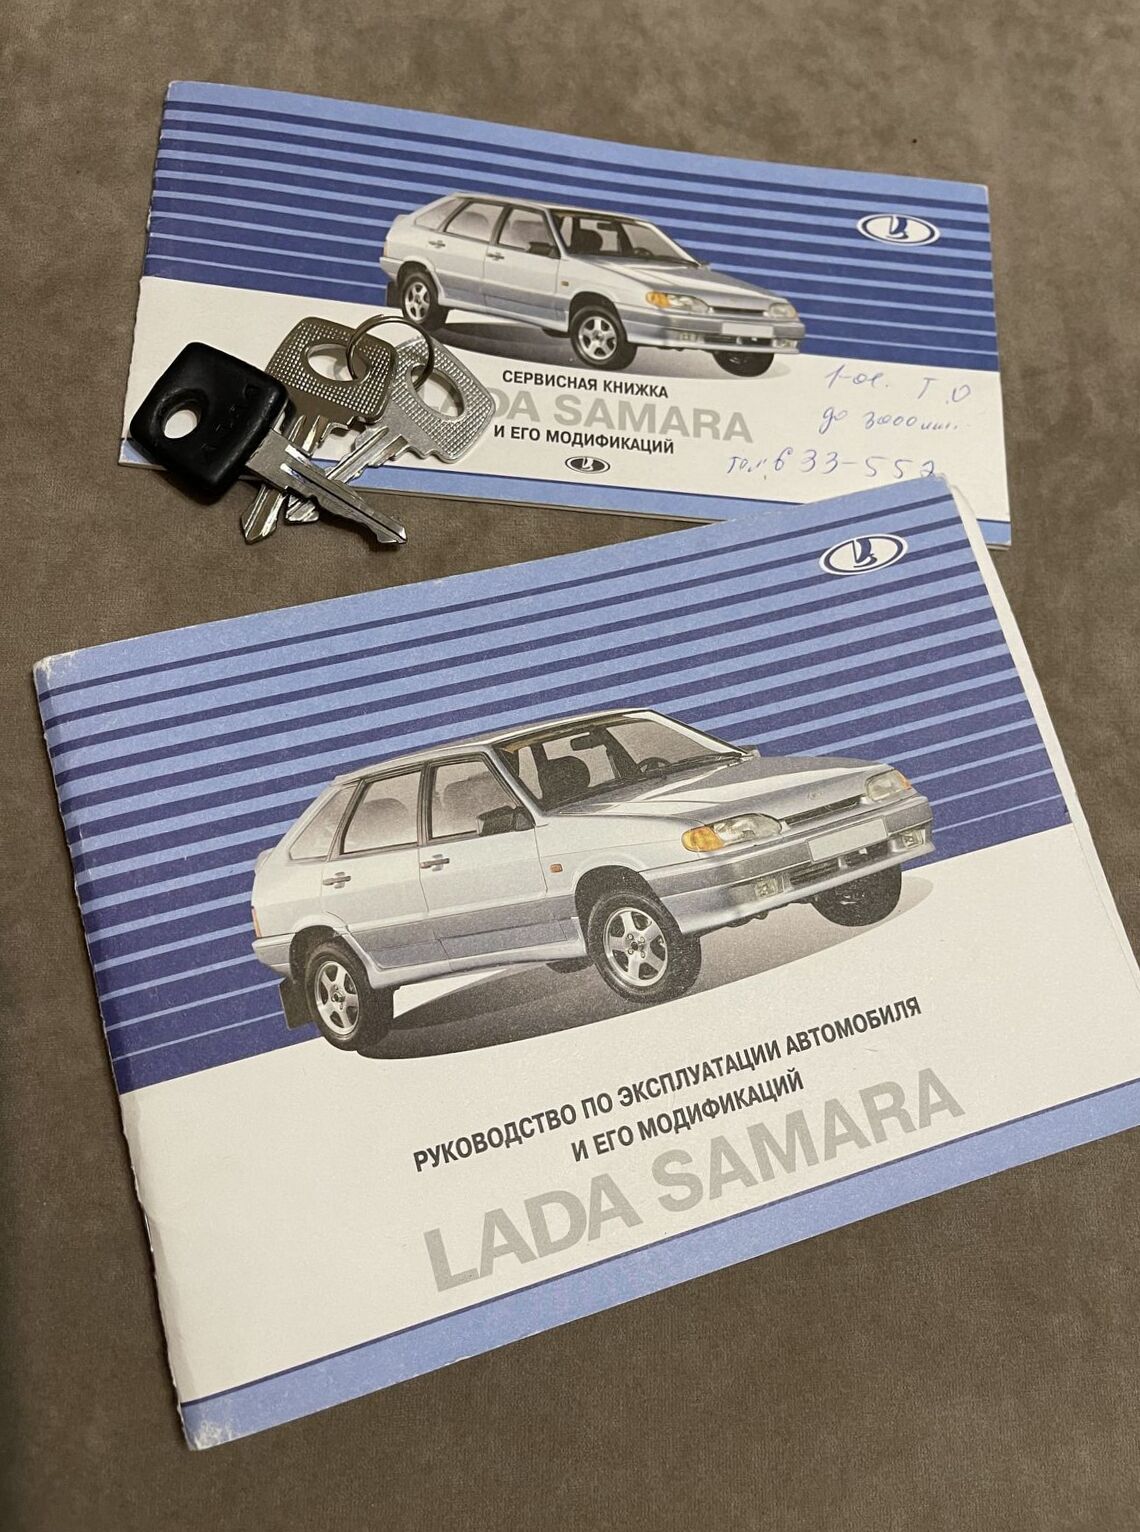 СЕРВИСНАЯ КНИЖКА
LADA SAMARA
И ЕГО МОДИФИКАЦИЙ
1-ое. Т.О
до 3000
тел. 633-552
РУКОВОДСТВО ПО ЭКСПЛУАТАЦИИ АВТОМОБИЛЯ
И ЕГО МОДИФИКАЦИЙ
LADA SAMARA